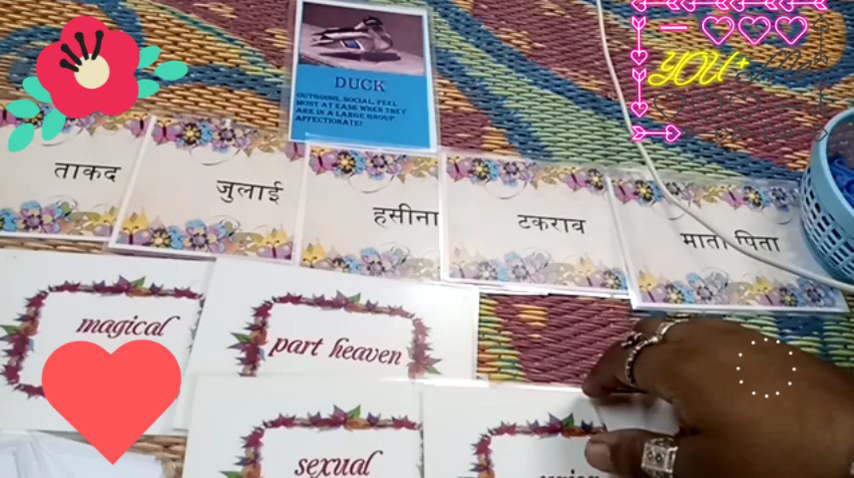 DUCK
OUTGOING, SOCIAL, FEEL
MOST AT EASE WHEN THEY
ARE IN A LARGE GROUP
AFFECTIONATE!
YOU+
ताकद
जुलाई
हसीना
टकराव
माता पिता
magical
part heaven
sexual